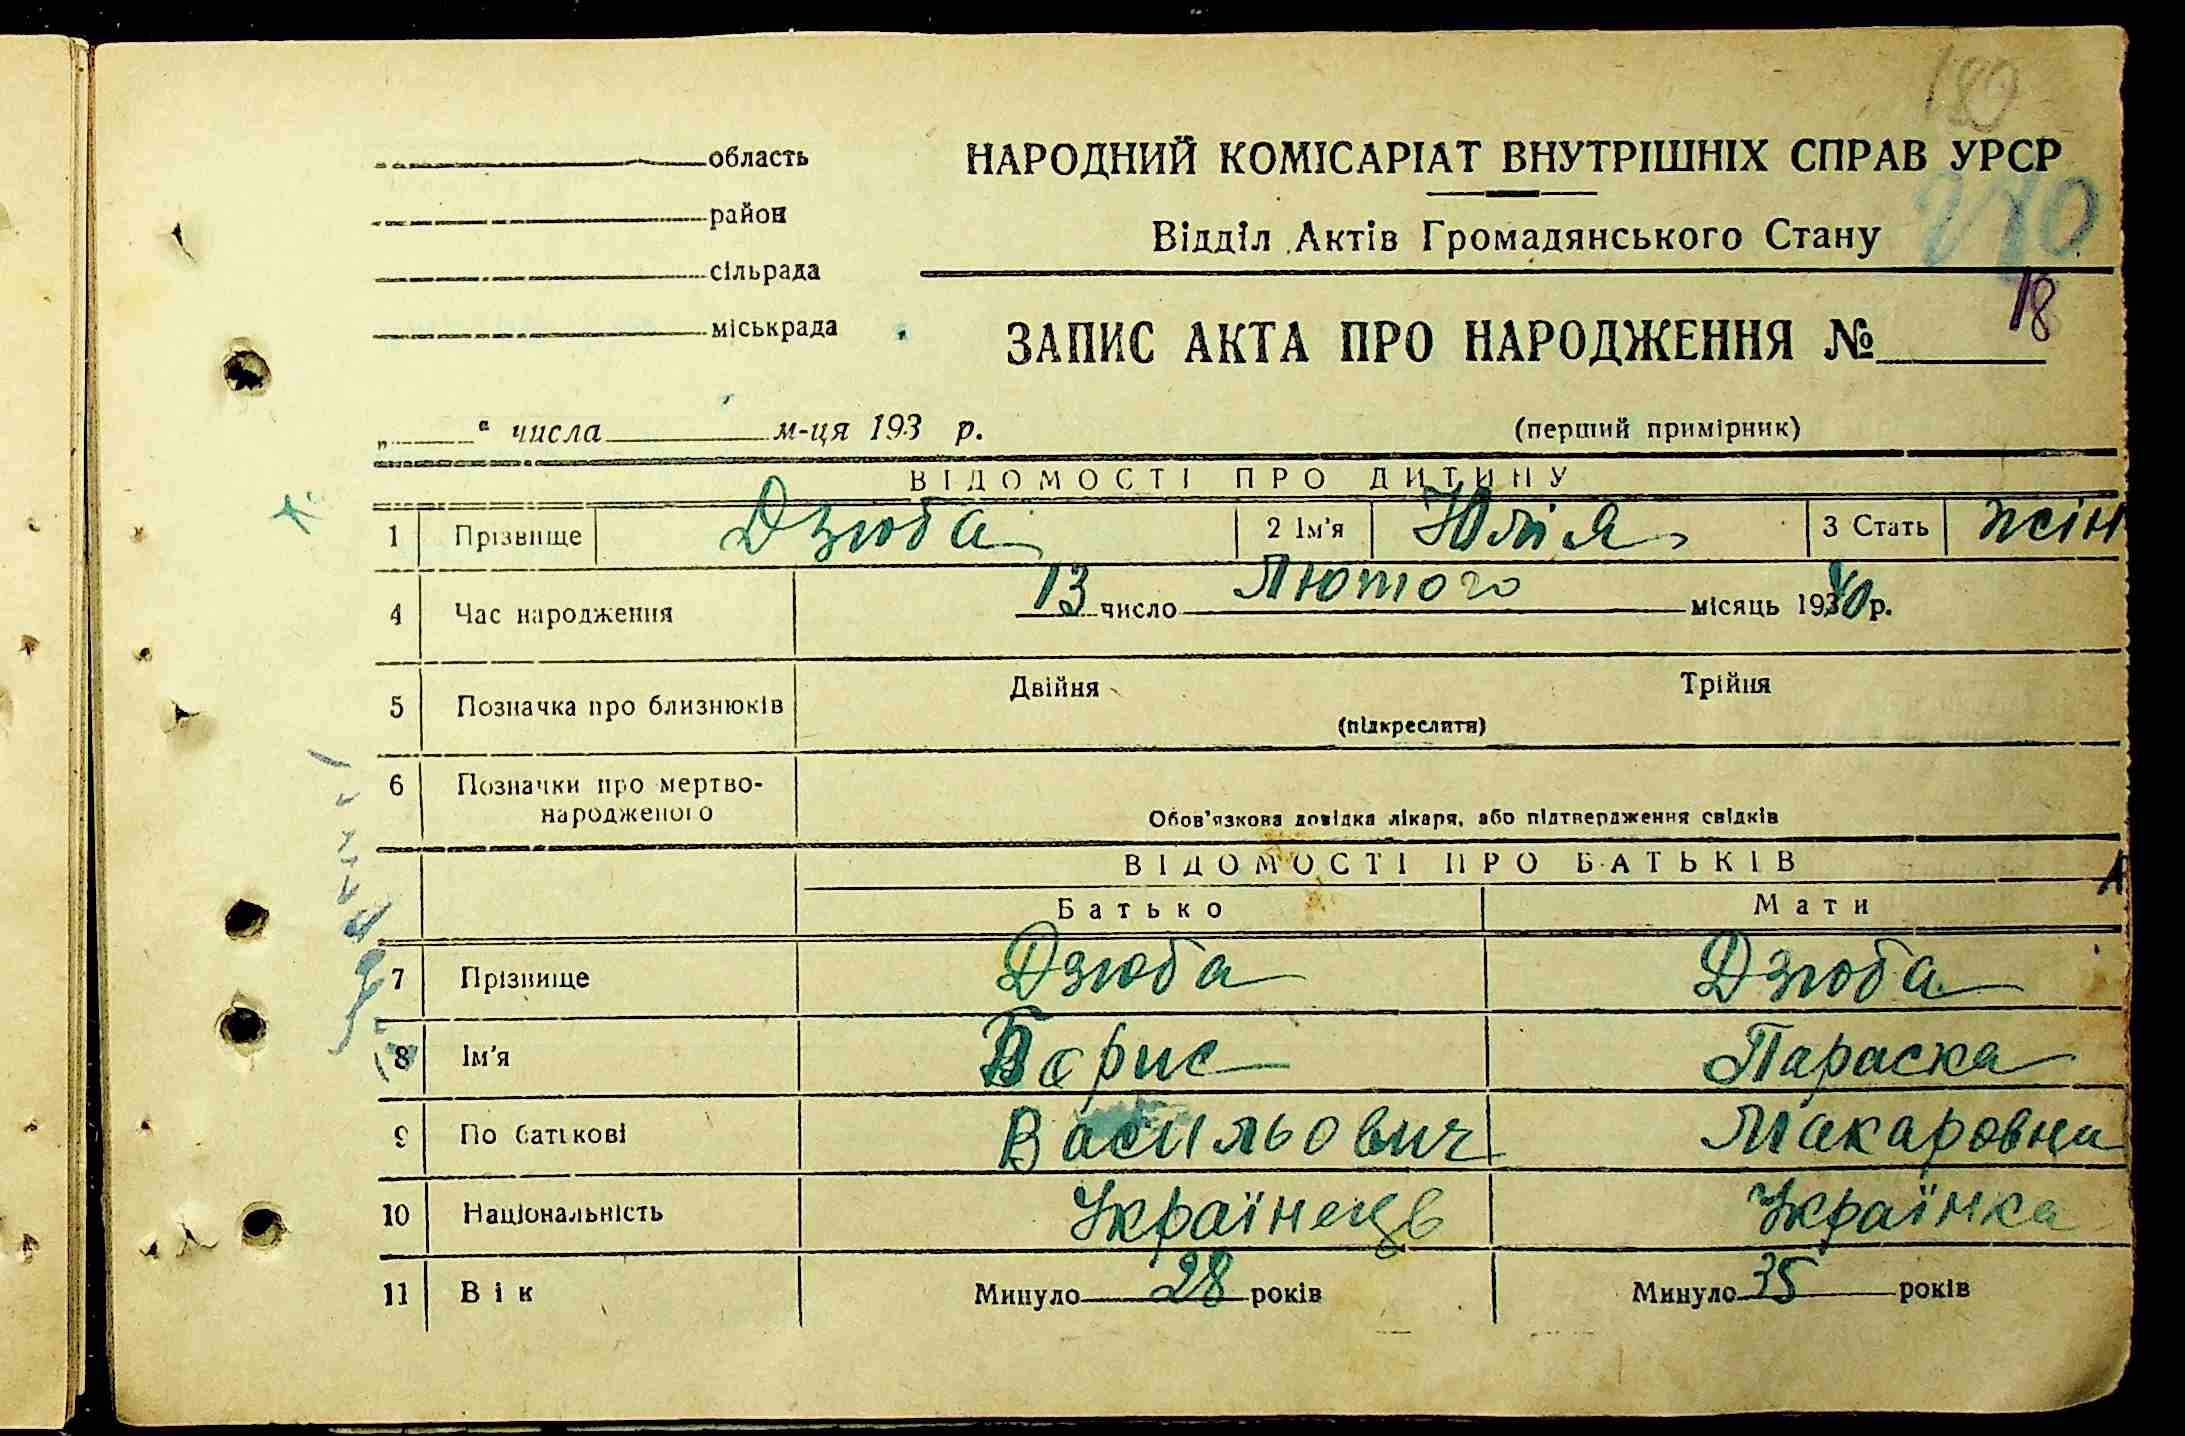 180
область
НАРОДНИЙ КОМІСАРІАТ ВНУТРІШНІХ СПРАВ УРСР
район
270
Відділ Актів Громадянського Стану
сільрада
міськрада
ЗАПИС АКТА ПРО НАРОДЖЕННЯ № 18
„ “ числа м-ця 193 р.
(перший примірник)
ВІДОМОСТІ ПРО ДИТИНУ
1 Прізвище Дзюба 2 Ім'я Юлія 3 Стать жін
4 Час народження 13 число Лютого місяць 1940 р.
5 Позначка про близнюків Двійня Трійня
(підкреслити)
6 Позначки про мертво-
народженого
Обов'язкова довідка лікаря, або підтвердження свідків
ВІДОМОСТІ ПРО БАТЬКІВ
Батько Мати
7 Прізвище Дзюба Дзюба
8 Ім'я Борис Параска
9 По батькові Васильович Макаровна
10 Національність Українець Українка
11 Вік Минуло 28 років Минуло 35 років